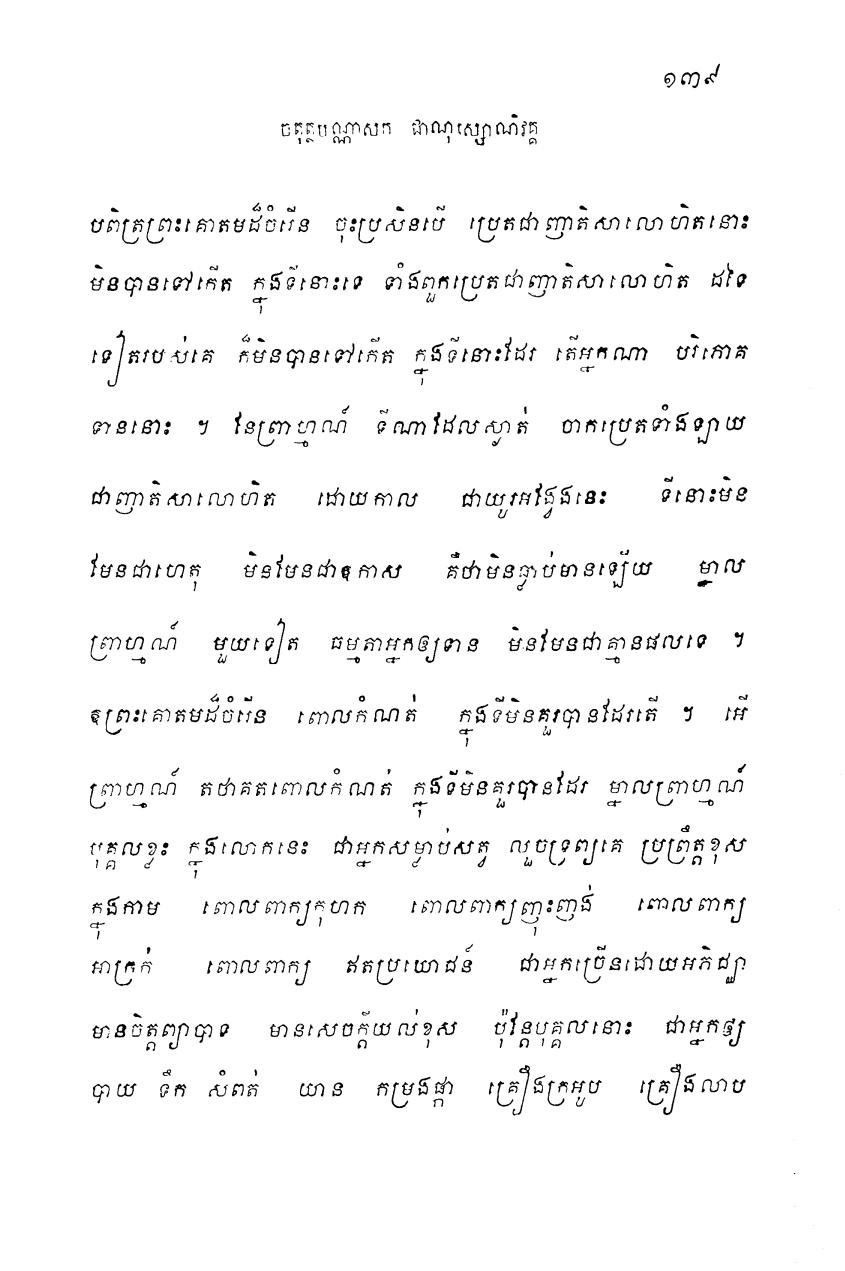 ១៣៩
ចតុត្ថបណ្ណាសក ជាណុស្សោណិវគ្គ
បពិត្រព្រះគោតមដ៏ចំរើន ចុះប្រសិនបើ ប្រេតជាញាតិសាលោហិតនោះ
មិនបានទៅកើត ក្នុងទីនោះទេ ទាំងពួកប្រេតជាញាតិសាលោហិត ដទៃ
ទៀតរបស់គេ ក៏មិនបានទៅកើត ក្នុងទីនោះដែរ តើអ្នកណា បរិភោគ
ទាននោះ ។ នែព្រាហ្មណ៍ ទីណាដែលស្ងាត់ ចាកប្រេតទាំងឡាយ
ជាញាតិសាលោហិត ដោយកាល ជាយូរអង្វែងនេះ ទីនោះមិន
មែនជាហេតុ មិនមែនជាឱកាស គឺថាមិនធ្លាប់មានឡើយ ម្នាល
ព្រាហ្មណ៍ មួយទៀត ធម្មតាអ្នកឲ្យទាន មិនមែនជាគ្មានផលទេ ។
ឱព្រះគោតមដ៏ចំរើន ពោលកំណត់ ក្នុងទីមិនគួរបានដែរតើ ។ អើ
ព្រាហ្មណ៍ តថាគតពោលកំណត់ ក្នុងទីមិនគួរបានដែរ ម្នាលព្រាហ្មណ៍
បុគ្គលខ្លះ ក្នុងលោកនេះ ជាអ្នកសម្លាប់សត្វ លួចទ្រព្យគេ ប្រព្រឹត្តខុស
ក្នុងកាម ពោលពាក្យកុហក ពោលពាក្យញុះញង់ ពោលពាក្យ
អាក្រក់ ពោលពាក្យ ឥតប្រយោជន៍ ជាអ្នកច្រើនដោយអភិជ្ឈា
មានចិត្តព្យាបាទ មានសេចក្តីយល់ខុស ប៉ុន្តែបុគ្គលនោះ ជាអ្នកឲ្យ
បាយ ទឹក សំពត់ យាន កម្រងផ្កា គ្រឿងក្រអូប គ្រឿងលាប